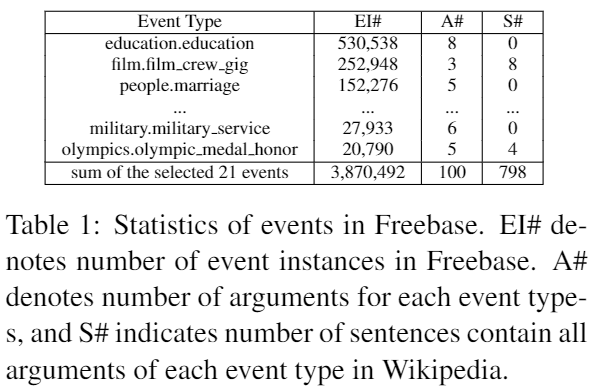 Event Type EI# A# S#
education.education 530,538 8 0
film.film_crew_gig 252,948 3 8
people.marriage 152,276 5 0
... ... ... ...
military.military_service 27,933 6 0
olympics.olympic_medal_honor 20,790 5 4
sum of the selected 21 events 3,870,492 100 798
Table 1: Statistics of events in Freebase. EI# de-
notes number of event instances in Freebase. A#
denotes number of arguments for each event type-
s, and S# indicates number of sentences contain all
arguments of each event type in Wikipedia.